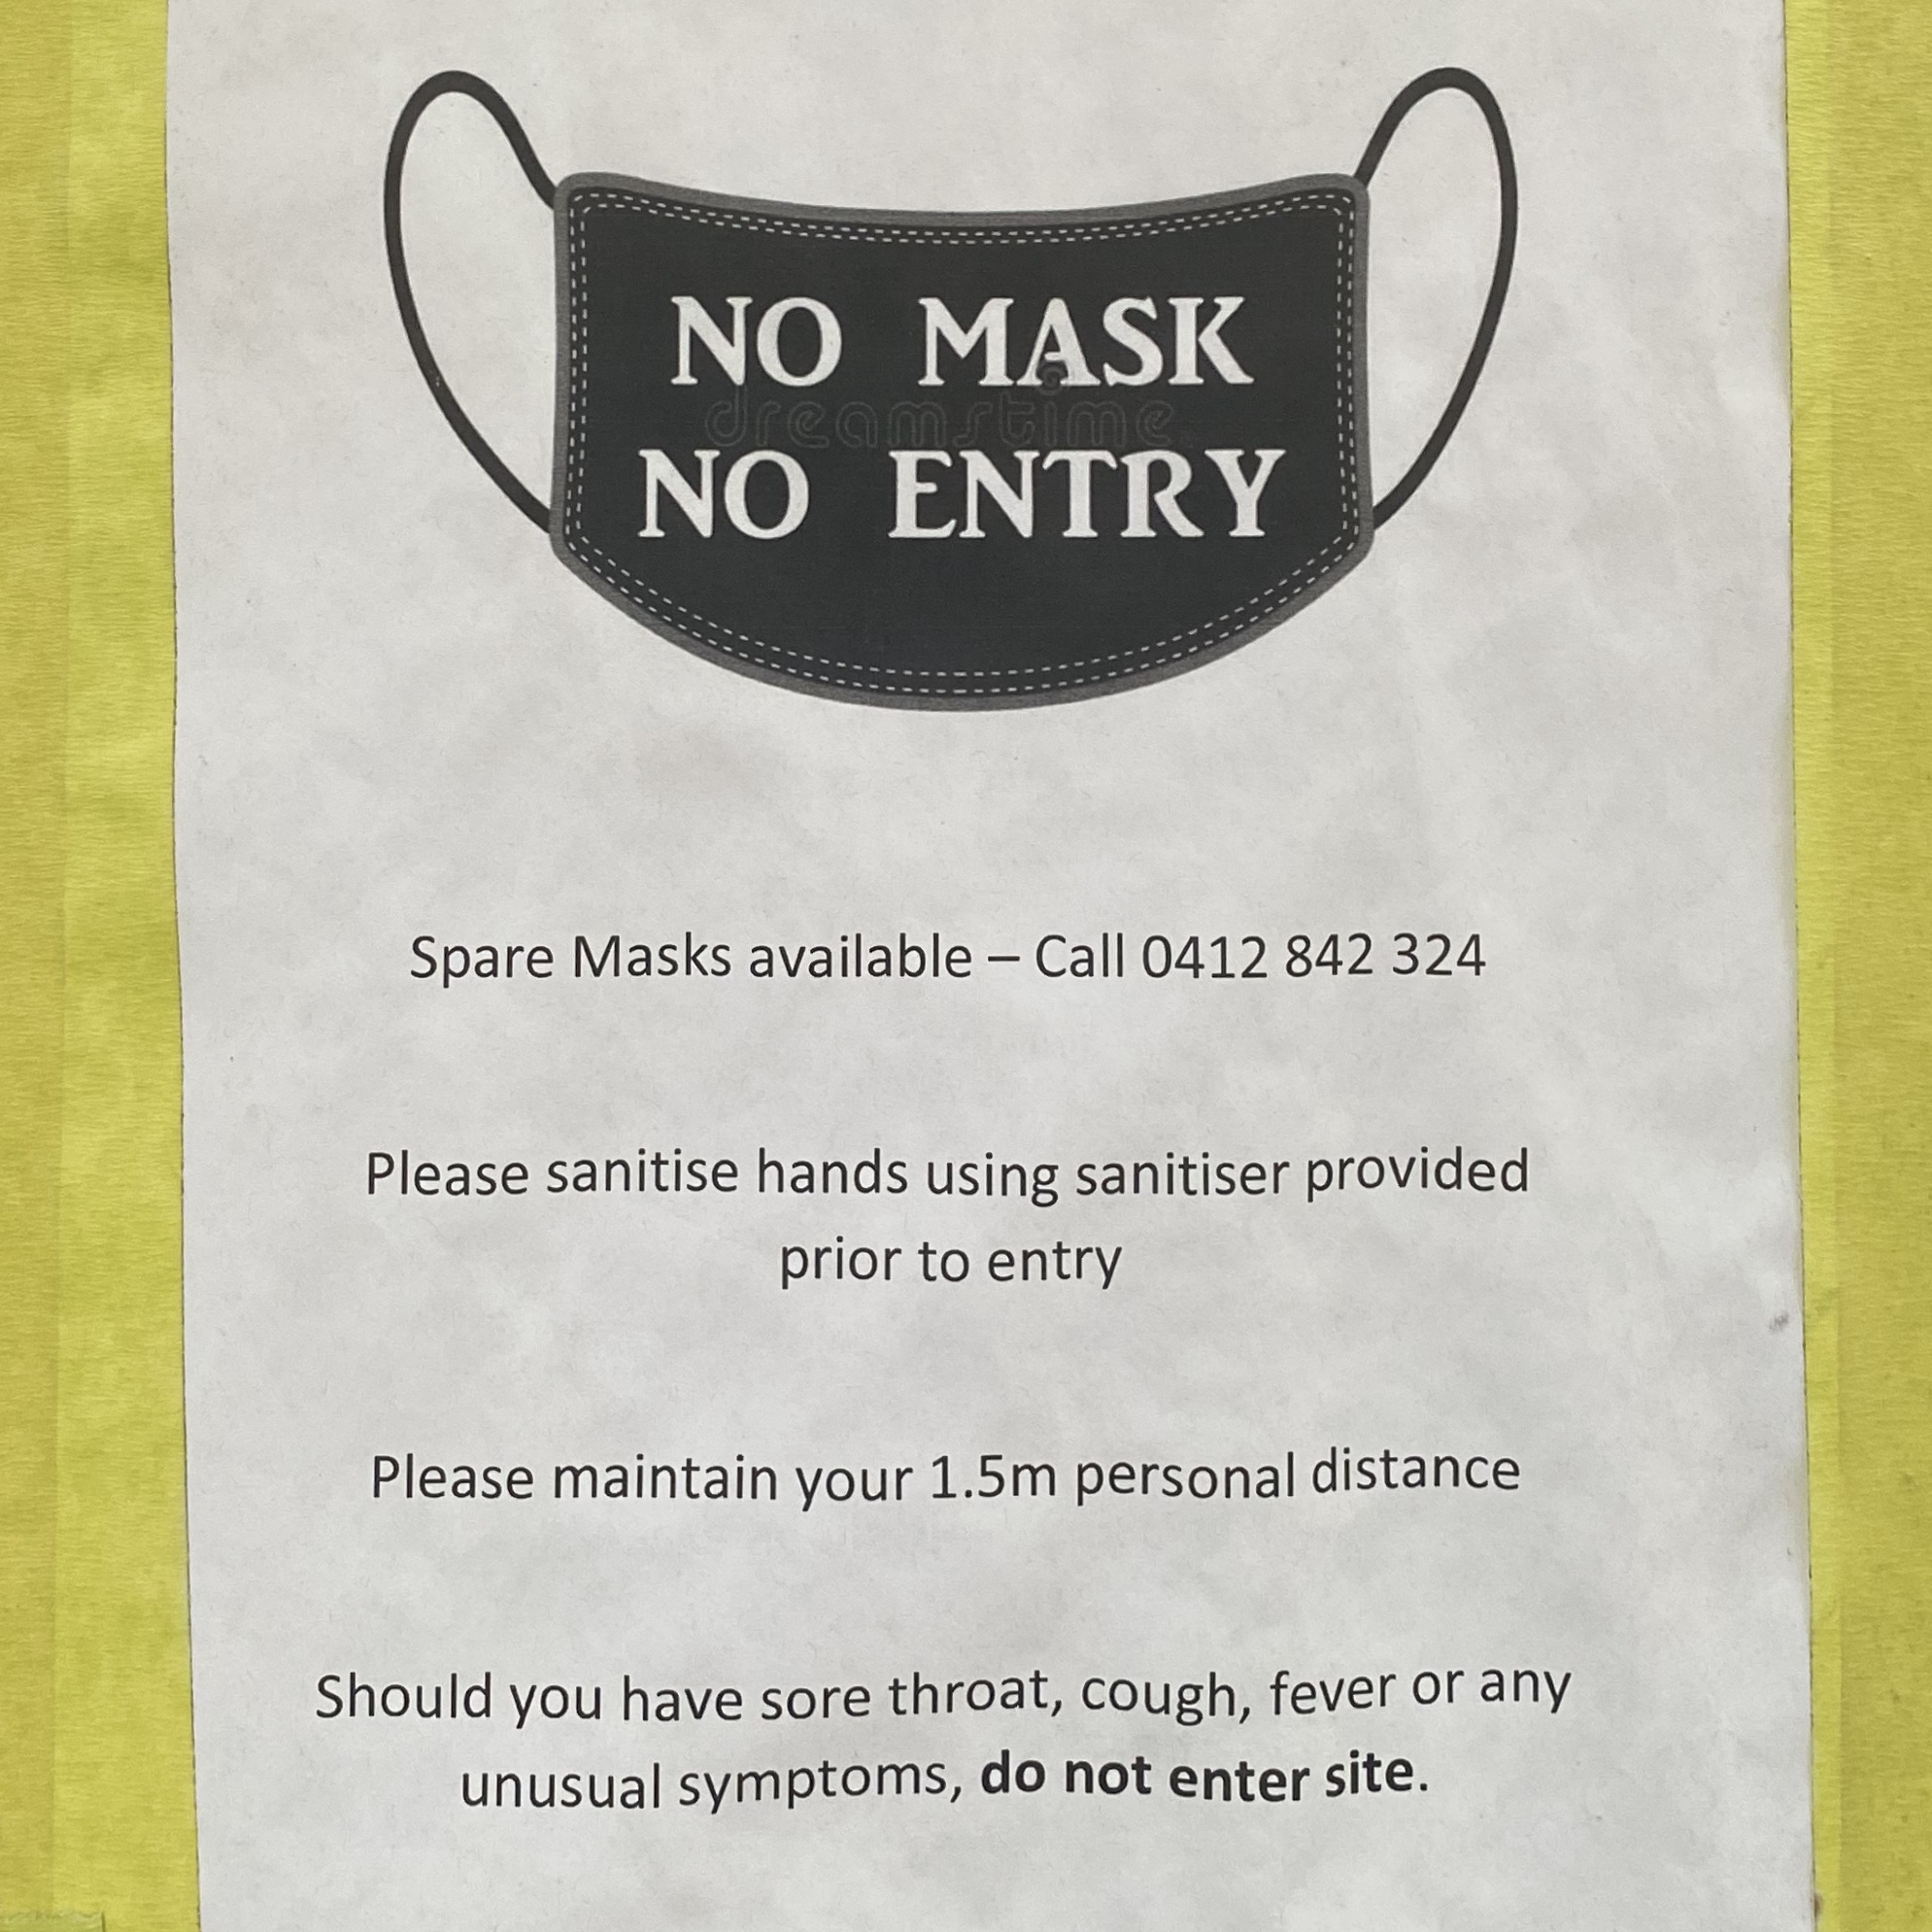 NO MASK
dreamstime
NO ENTRY
Spare Masks available – Call 0412 842 324
Please sanitise hands using sanitiser provided
prior to entry
Please maintain your 1.5m personal distance
Should you have sore throat, cough, fever or any
unusual symptoms, do not enter site.